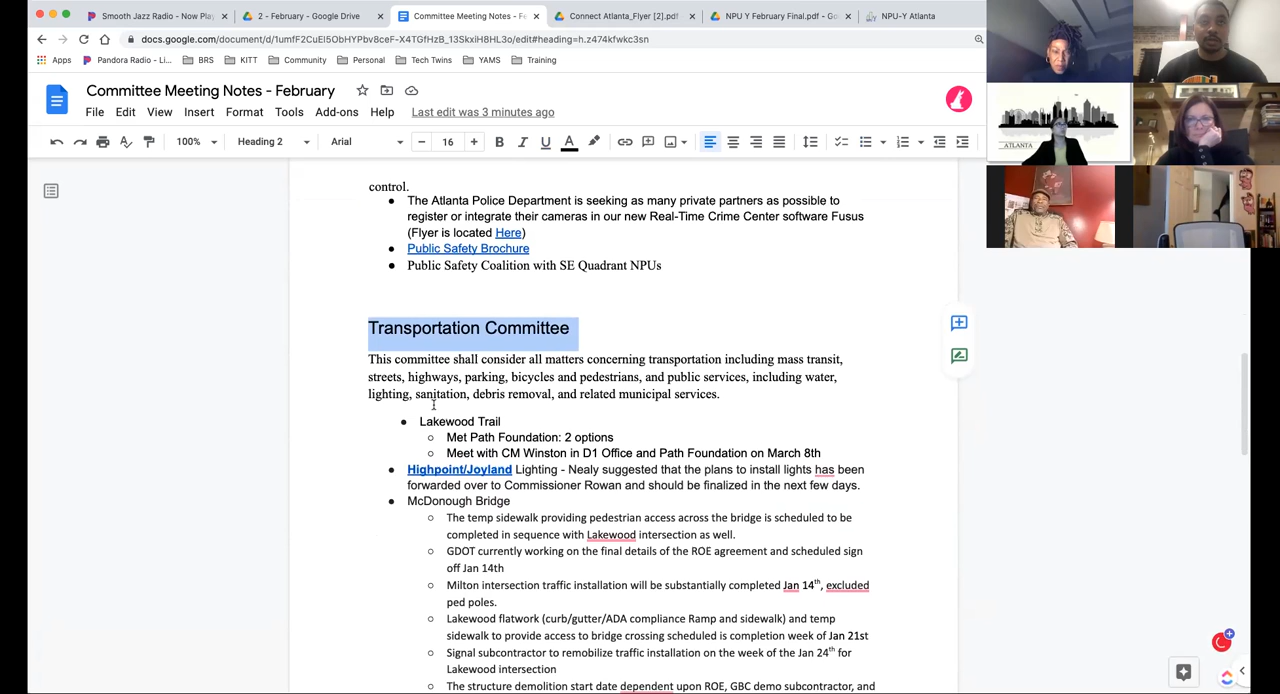 Smooth Jazz Radio - Now Play
2 - February - Google Drive
Committee Meeting Notes - Fe
Connect Atlanta_Flyer [2].pdf -
NPU Y February Final.pdf - Go
NPU-Y Atlanta
Apps
Pandora Radio - Li...
BRS
KITT
Community
Personal
Tech Twins
YAMS
Training
Committee Meeting Notes - February
File Edit View Insert Format Tools Add-ons Help Last edit was 3 minutes ago
100% Heading 2 Arial 16
control.
The Atlanta Police Department is seeking as many private partners as possible to
register or integrate their cameras in our new Real-Time Crime Center software Fusus
(Flyer is located Here)
Public Safety Brochure
Public Safety Coalition with SE Quadrant NPUs
Transportation Committee
This committee shall consider all matters concerning transportation including mass transit,
streets, highways, parking, bicycles and pedestrians, and public services, including water,
lighting, sanitation, debris removal, and related municipal services.
Lakewood Trail
Met Path Foundation: 2 options
Meet with CM Winston in D1 Office and Path Foundation on March 8th
Highpoint/Joyland Lighting - Nealy suggested that the plans to install lights has been
forwarded over to Commissioner Rowan and should be finalized in the next few days.
McDonough Bridge
The temp sidewalk providing pedestrian access across the bridge is scheduled to be
completed in sequence with Lakewood intersection as well.
GDOT currently working on the final details of the ROE agreement and scheduled sign
off Jan 14th
Milton intersection traffic installation will be substantially completed Jan 14th, excluded
ped poles.
Lakewood flatwork (curb/gutter/ADA compliance Ramp and sidewalk) and temp
sidewalk to provide access to bridge crossing scheduled is completion week of Jan 21st
Signal subcontractor to remobilize traffic installation on the week of the Jan 24th for
Lakewood intersection
The structure demolition start date dependent upon ROE, GBC demo subcontractor, and
ATLANTA